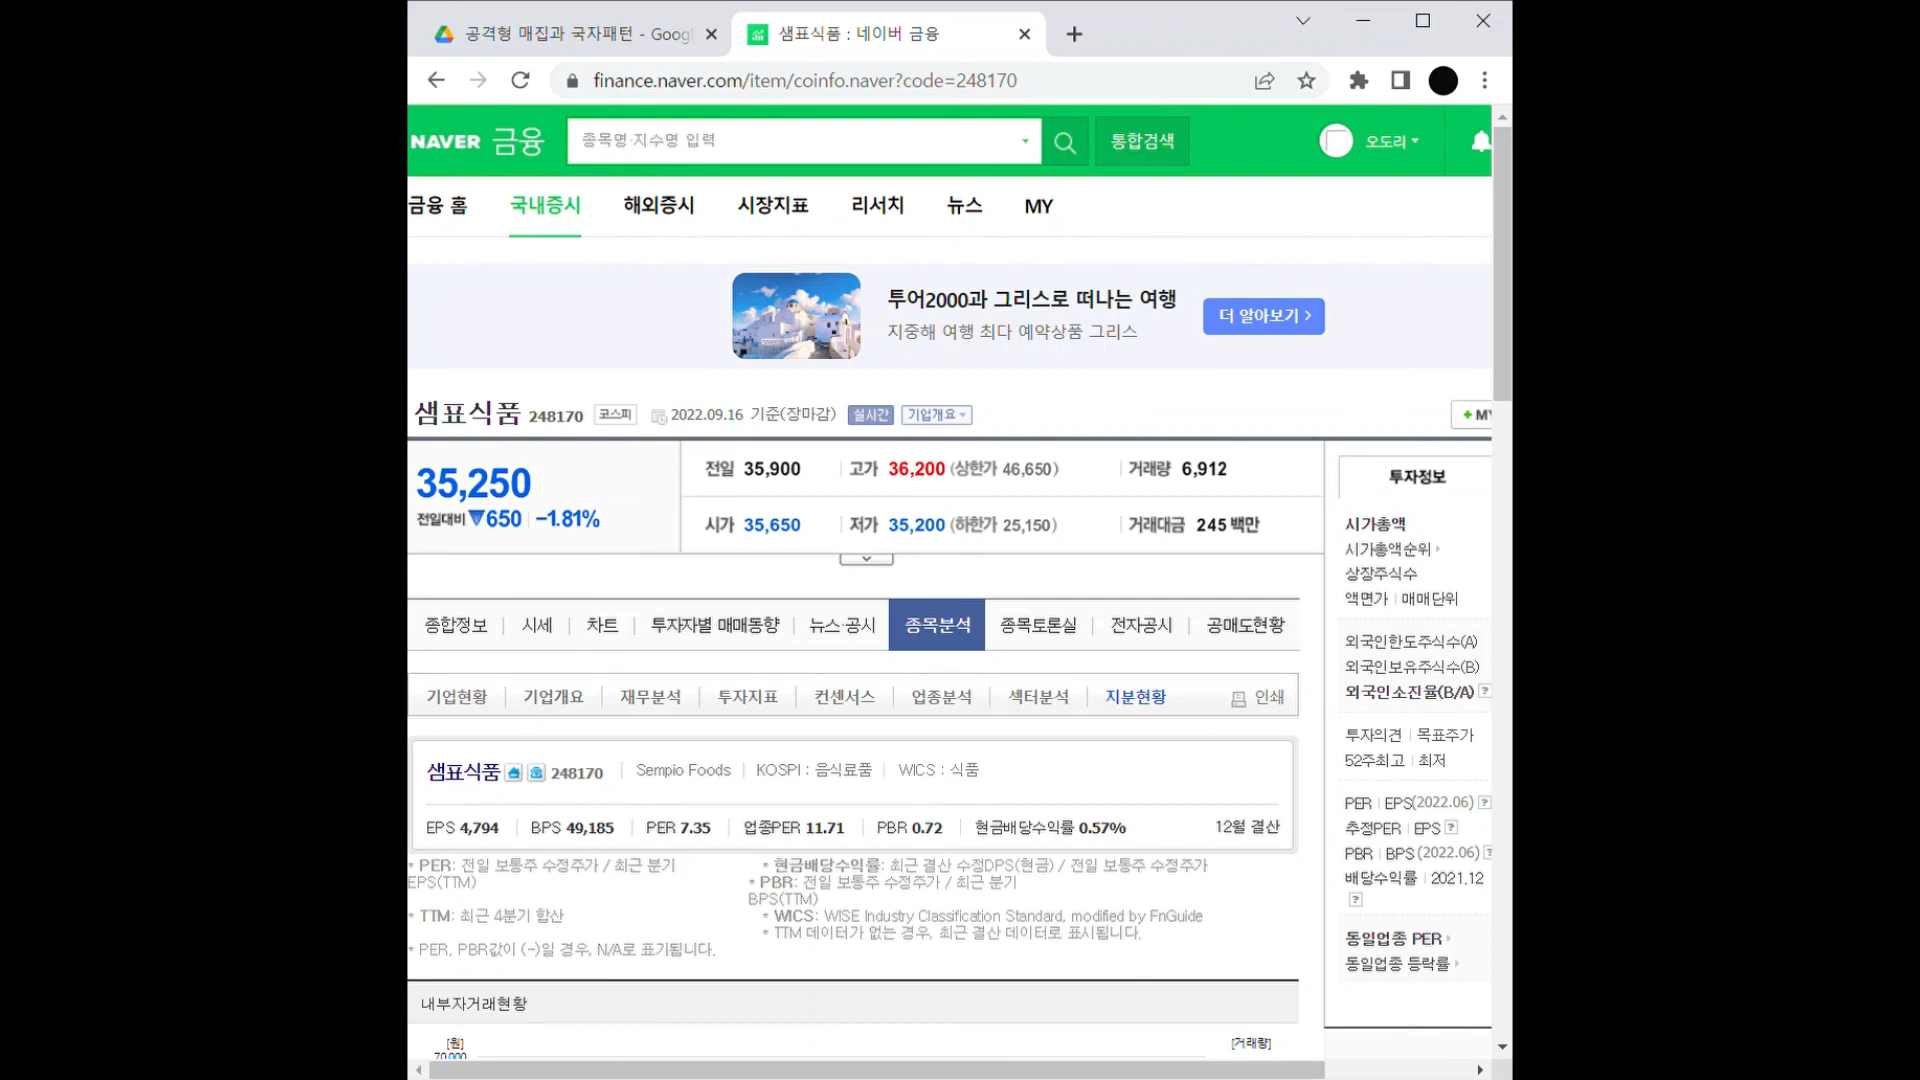 공격형 매집과 국자패턴 - Googl
샘표식품 : 네이버 금융
finance.naver.com/item/coinfo.naver?code=248170
NAVER 금융
종목명·지수명 입력
통합검색
오도리
금융 홈 국내증시 해외증시 시장지표 리서치 뉴스 MY
투어2000과 그리스로 떠나는 여행
지중해 여행 최다 예약상품 그리스
더 알아보기 >
샘표식품 248170 코스피 2022.09.16 기준(장마감) 실시간 기업개요
+ MY
35,250
전일대비 ▼650 -1.81%
전일 35,900 고가 36,200 (상한가 46,650) 거래량 6,912
시가 35,650 저가 35,200 (하한가 25,150) 거래대금 245 백만
종합정보 시세 차트 투자자별 매매동향 뉴스·공시 종목분석 종목토론실 전자공시 공매도현황
기업현황 기업개요 재무분석 투자지표 컨센서스 업종분석 섹터분석 지분현황 인쇄
샘표식품 248170 Sempio Foods KOSPI : 음식료품 WICS : 식품
EPS 4,794 BPS 49,185 PER 7.35 업종PER 11.71 PBR 0.72 현금배당수익률 0.57% 12월 결산
* PER: 전일 보통주 수정주가 / 최근 분기
EPS(TTM)
* TTM: 최근 4분기 합산
* PER, PBR값이 (-)일 경우, N/A로 표기됩니다.
* 현금배당수익률: 최근 결산 수정DPS(현금) / 전일 보통주 수정주가
* PBR: 전일 보통주 수정주가 / 최근 분기
BPS(TTM)
* WICS: WISE Industry Classification Standard, modified by FnGuide
* TTM 데이터가 없는 경우, 최근 결산 데이터로 표시됩니다.
내부자거래현황
[원] [거래량]
70,000
투자정보
시가총액
시가총액순위
상장주식수
액면가 | 매매단위
외국인한도주식수(A)
외국인보유주식수(B)
외국인소진율(B/A) ?
투자의견 | 목표주가
52주최고 | 최저
PER | EPS(2022.06) ?
추정PER | EPS ?
PBR | BPS (2022.06) ?
배당수익률 | 2021.12
?
동일업종 PER
동일업종 등락률